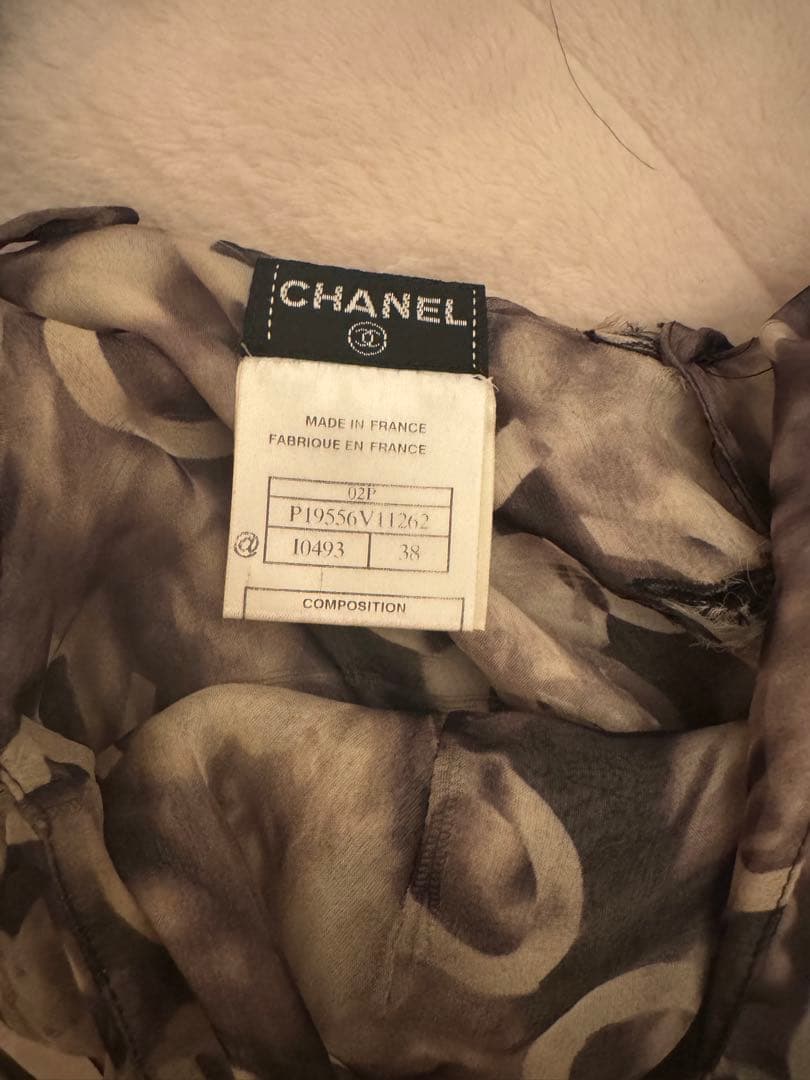 CHANEL
MADE IN FRANCE
FABRIQUE EN FRANCE
02P
P19556V11262
@
I0493 38
COMPOSITION